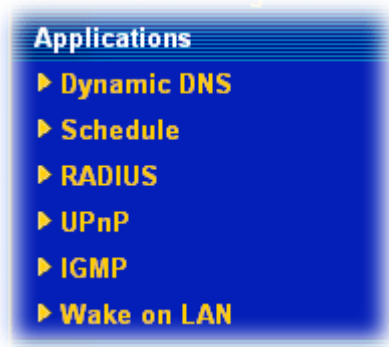 Applications
Dynamic DNS
Schedule
RADIUS
UPnP
IGMP
Wake on LAN